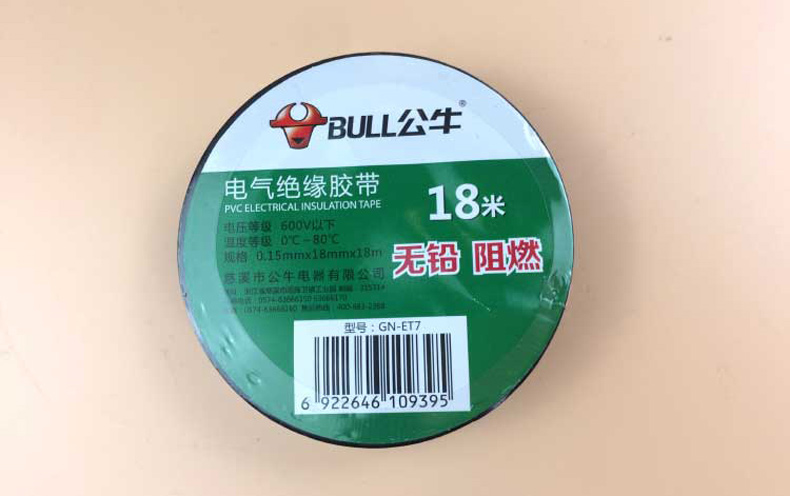 BULL公牛®
电气绝缘胶带
PVC ELECTRICAL INSULATION TAPE
18米
电压等级 600V以下
温度等级 0℃-80℃
规格 0.15mmx18mmx18m
无铅 阻燃
慈溪市公牛电器有限公司
型号:GN-ET7
6 922646 109395